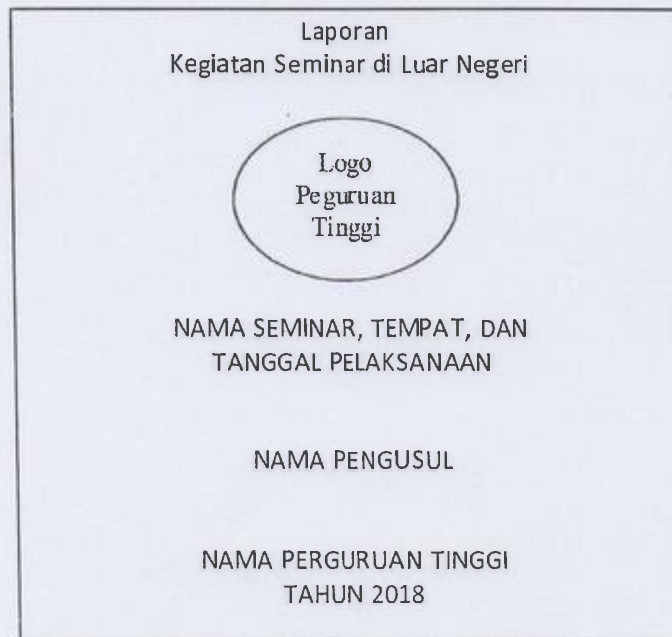 Laporan
Kegiatan Seminar di Luar Negeri
Logo
Peguruan
Tinggi
NAMA SEMINAR, TEMPAT, DAN
TANGGAL PELAKSANAAN
NAMA PENGUSUL
NAMA PERGURUAN TINGGI
TAHUN 2018